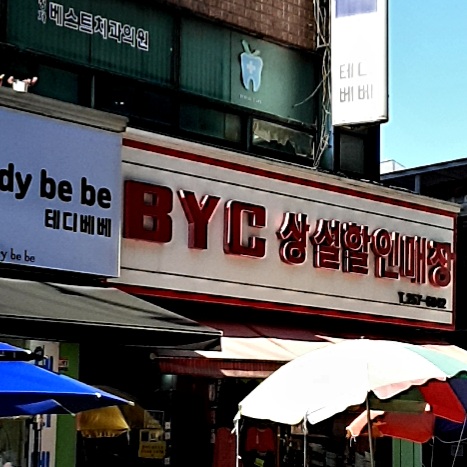 베스트치과의원
테디
베베
dy be be
테디베베
y be be
BYC 상설할인매장